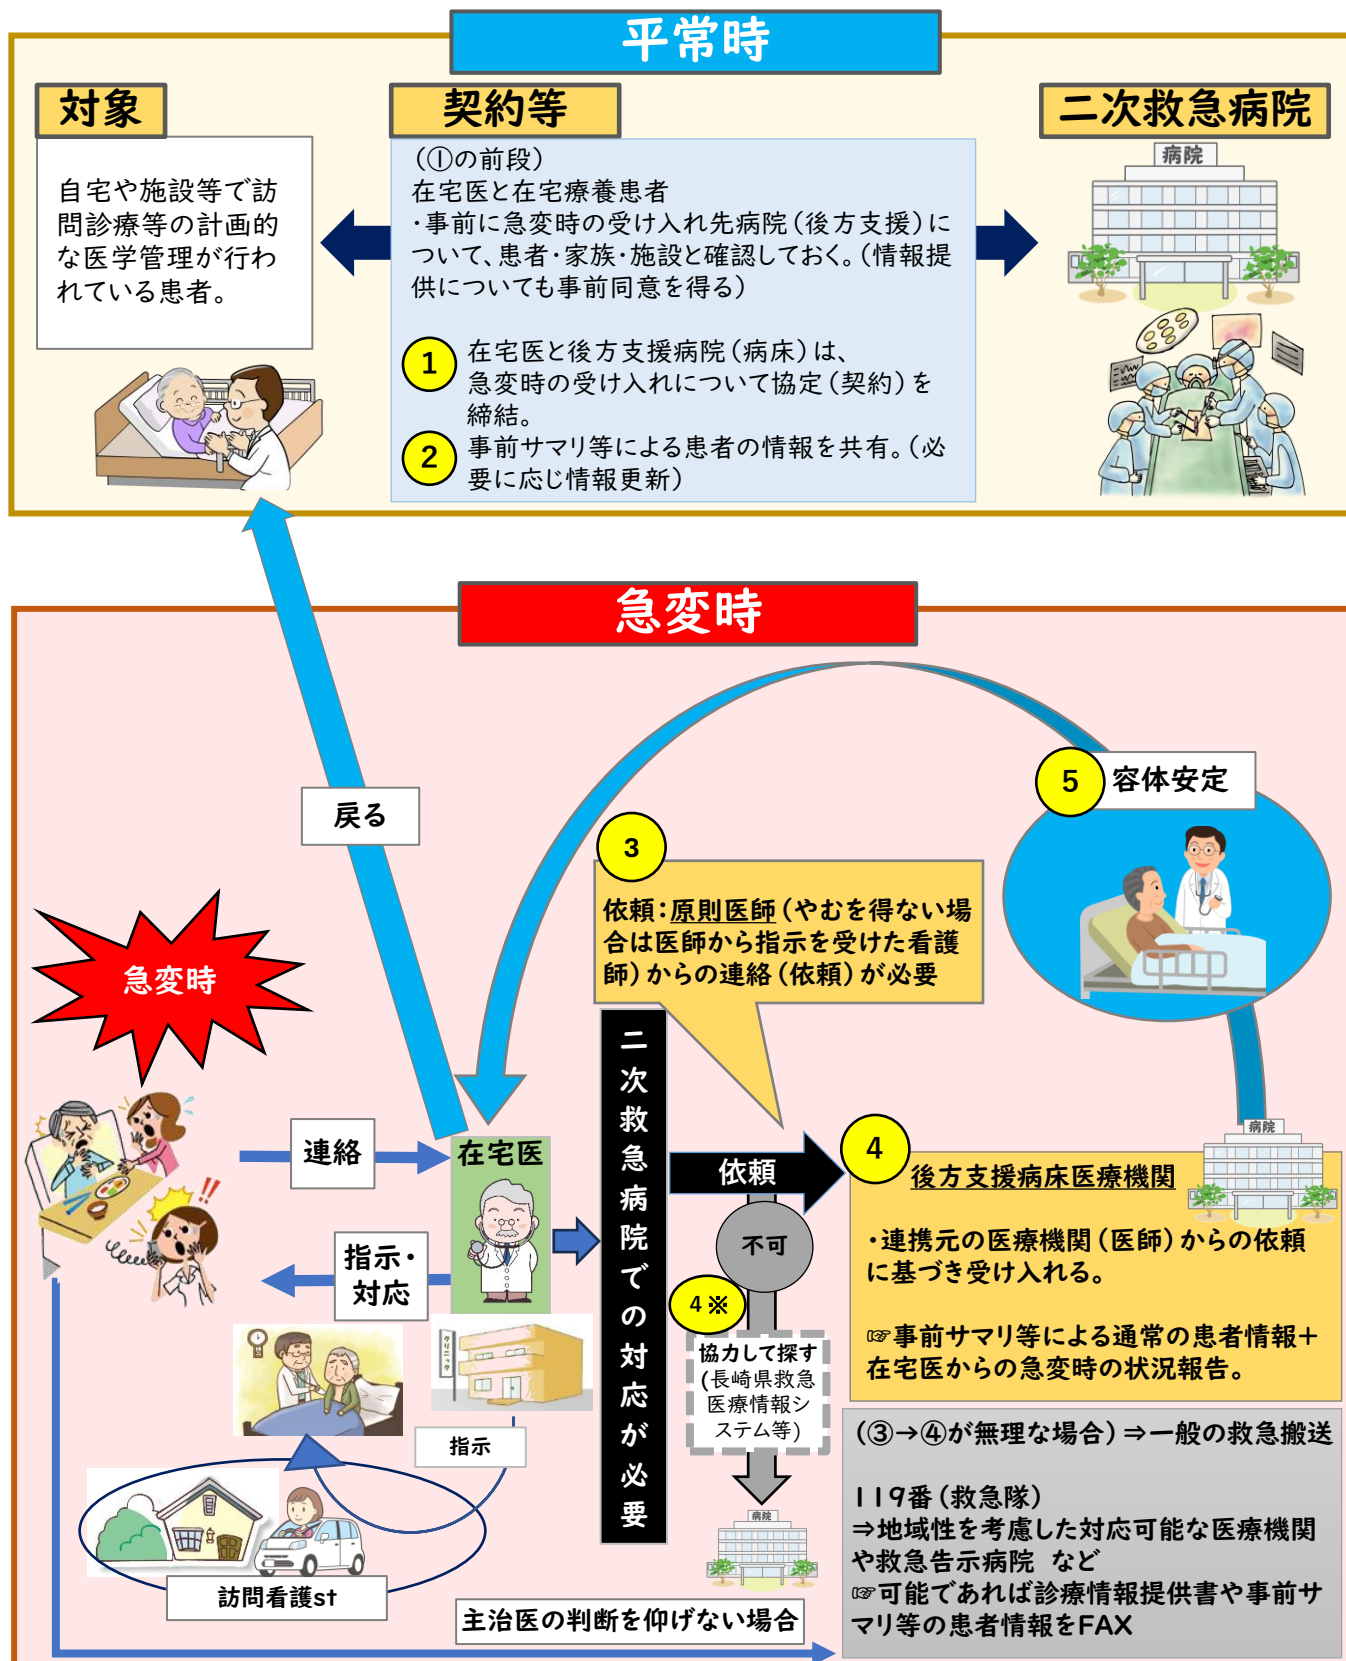 平常時
対象
自宅や施設等で訪
問診療等の計画的
な医学管理が行わ
れている患者。
契約等
(①の前段)
在宅医と在宅療養患者
・事前に急変時の受け入れ先病院(後方支援)に
ついて、患者・家族・施設と確認しておく。(情報提
供についても事前同意を得る)
1
在宅医と後方支援病院(病床)は、
急変時の受け入れについて協定(契約)を
締結。
2
事前サマリ等による患者の情報を共有。(必
要に応じ情報更新)
二次救急病院
病院
急変時
戻る
5
容体安定
3
依頼:原則医師(やむを得ない場
合は医師から指示を受けた看護
師)からの連絡(依頼)が必要
急変時
!!
連絡
在宅医
指示・
対応
クリニック
指示
訪問看護st
二次救急病院での対応が必要
依頼
不可
4※
協力して探す
(長崎県救急
医療情報シ
ステム等)
病院
4
病院
後方支援病床医療機関
・連携元の医療機関(医師)からの依頼
に基づき受け入れる。
☞事前サマリ等による通常の患者情報+
在宅医からの急変時の状況報告。
(③→④が無理な場合)⇒一般の救急搬送
119番(救急隊)
⇒地域性を考慮した対応可能な医療機関
や救急告示病院 など
☞可能であれば診療情報提供書や事前サ
マリ等の患者情報をFAX
主治医の判断を仰げない場合